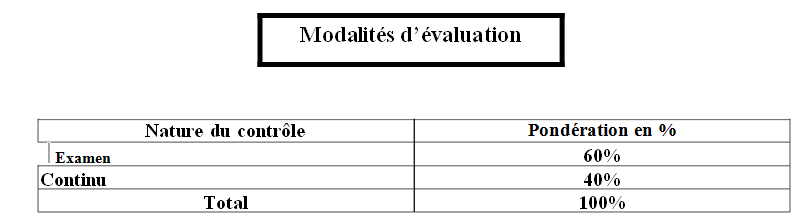 Modalités d'évaluation
Nature du contrôle Pondération en %
Examen 60%
Continu 40%
Total 100%